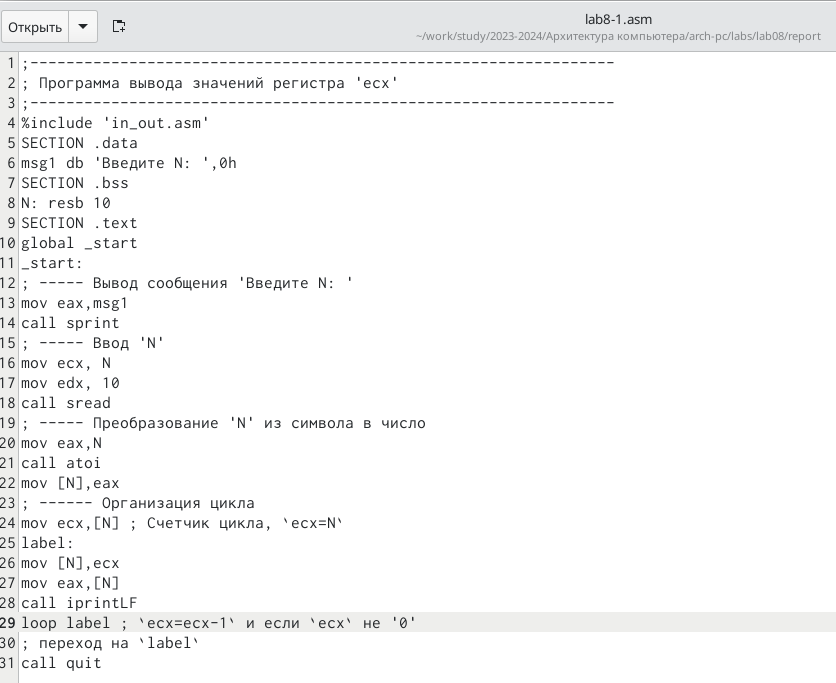 Открыть
lab8-1.asm
~/work/study/2023-2024/Архитектура компьютера/arch-pc/labs/lab08/report
1 ;-----------------------------------------------------------------
2 ; Программа вывода значений регистра 'ecx'
3 ;-----------------------------------------------------------------
4 %include 'in_out.asm'
5 SECTION .data
6 msg1 db 'Введите N: ',0h
7 SECTION .bss
8 N: resb 10
9 SECTION .text
10 global _start
11 _start:
12 ; ----- Вывод сообщения 'Введите N: '
13 mov eax,msg1
14 call sprint
15 ; ----- Ввод 'N'
16 mov ecx, N
17 mov edx, 10
18 call sread
19 ; ----- Преобразование 'N' из символа в число
20 mov eax,N
21 call atoi
22 mov [N],eax
23 ; ------ Организация цикла
24 mov ecx,[N] ; Счетчик цикла, `ecx=N`
25 label:
26 mov [N],ecx
27 mov eax,[N]
28 call iprintLF
29 loop label ; `ecx=ecx-1` и если `ecx` не '0'
30 ; переход на `label`
31 call quit